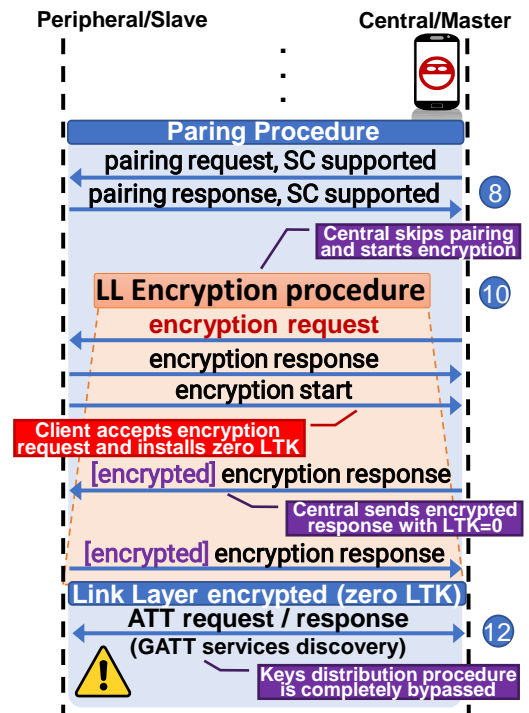 Peripheral/Slave
Central/Master
Paring Procedure
pairing request, SC supported
pairing response, SC supported
8
Central skips pairing
and starts encryption
LL Encryption procedure
10
encryption request
encryption response
encryption start
Client accepts encryption
request and installs zero LTK
[encrypted] encryption response
Central sends encrypted
response with LTK=0
[encrypted] encryption response
Link Layer encrypted (zero LTK)
ATT request / response
12
(GATT services discovery)
Keys distribution procedure
is completely bypassed